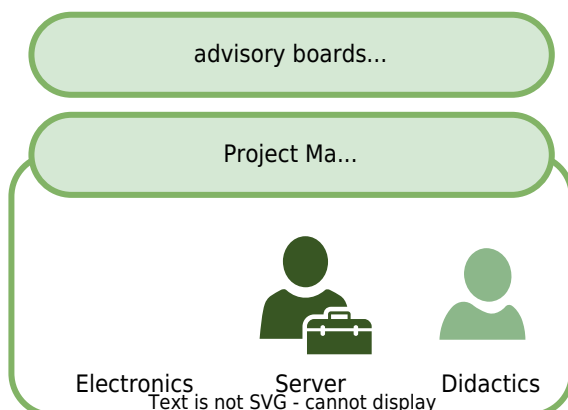 advisory boards...
Project Ma...
Electronics Server Didactics
Text is not SVG - cannot display